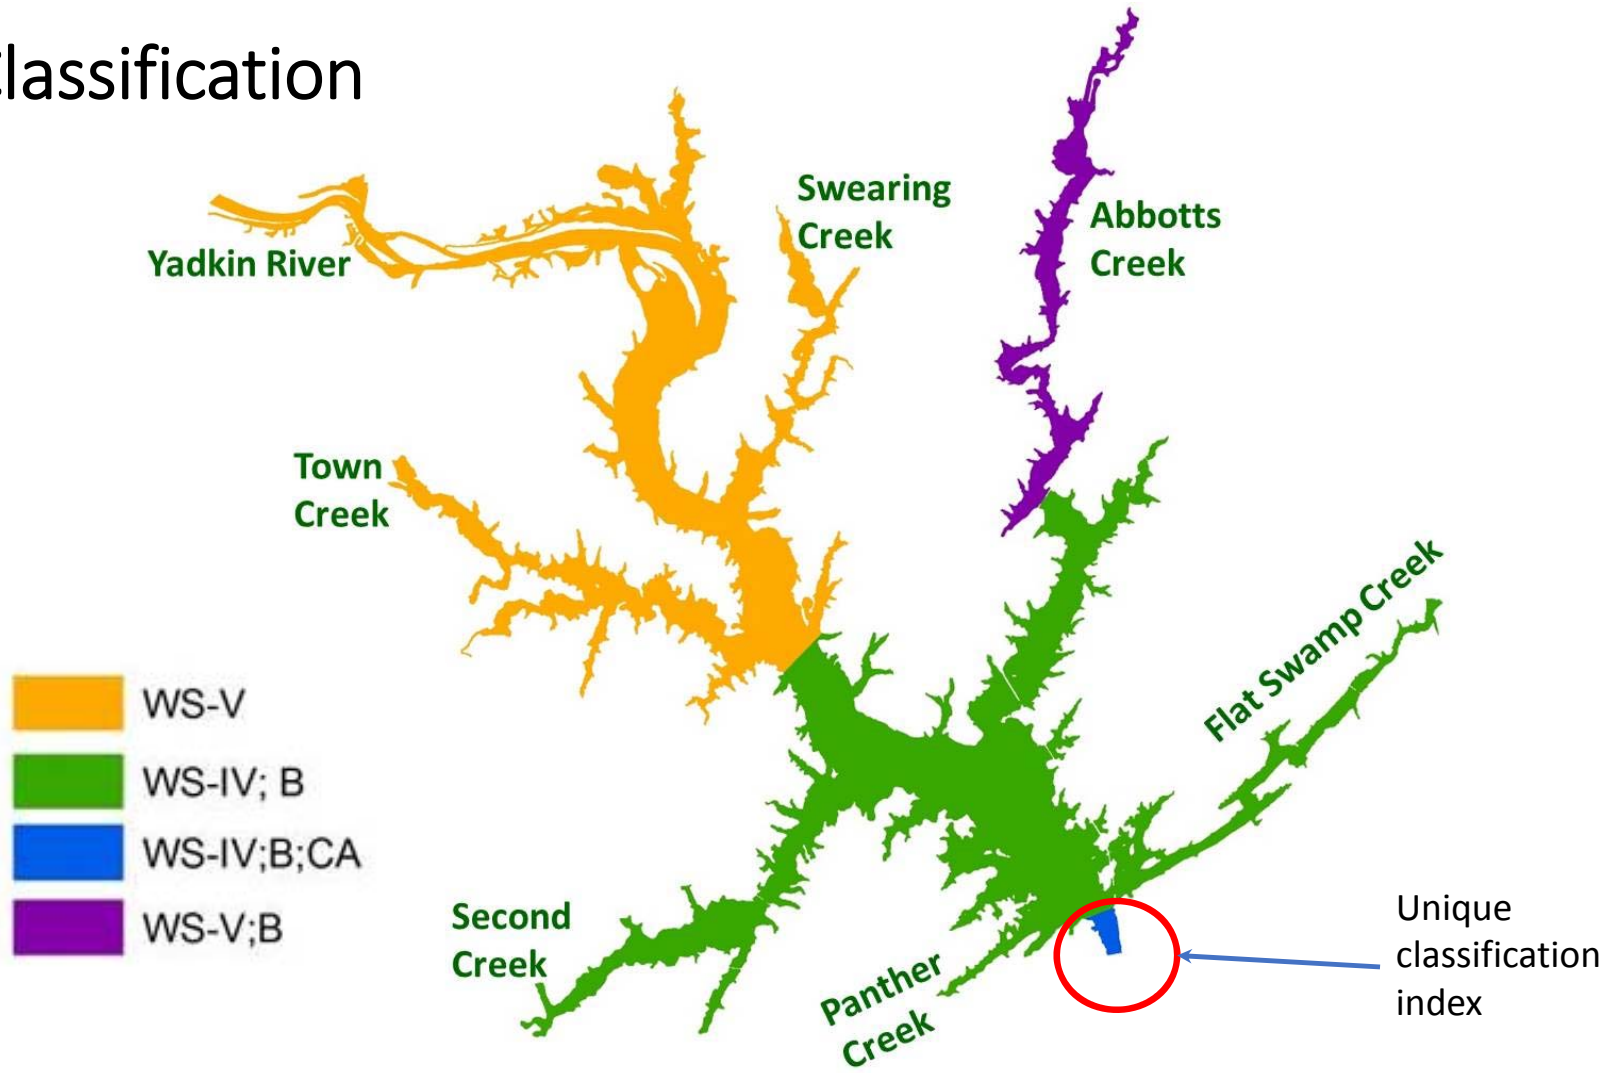 lassification
Swearing
Creek
Abbotts
Creek
Yadkin River
Town
Creek
Flat Swamp Creek
WS-V
WS-IV; B
WS-IV;B;CA
WS-V;B
Second
Creek
Panther
Creek
Unique
classification
index